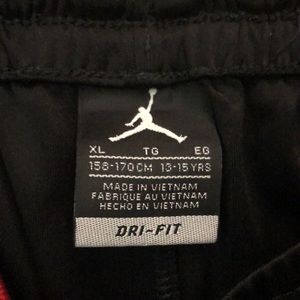 XL TG EG
158-170CM 13-15YRS
MADE IN VIETNAM
FABRIQUE AU VIETNAM
HECHO EN VIETNAM
DRI-FIT